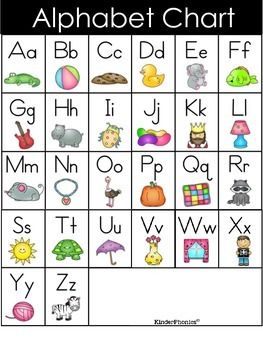 Alphabet Chart
Aa Bb Cc Dd Ee Ff
Gg Hh Ii Jj Kk Ll
Mm Nn Oo Pp Qq Rr
Ss Tt Uu Vv Ww Xx
Yy Zz
KinderPhonics©